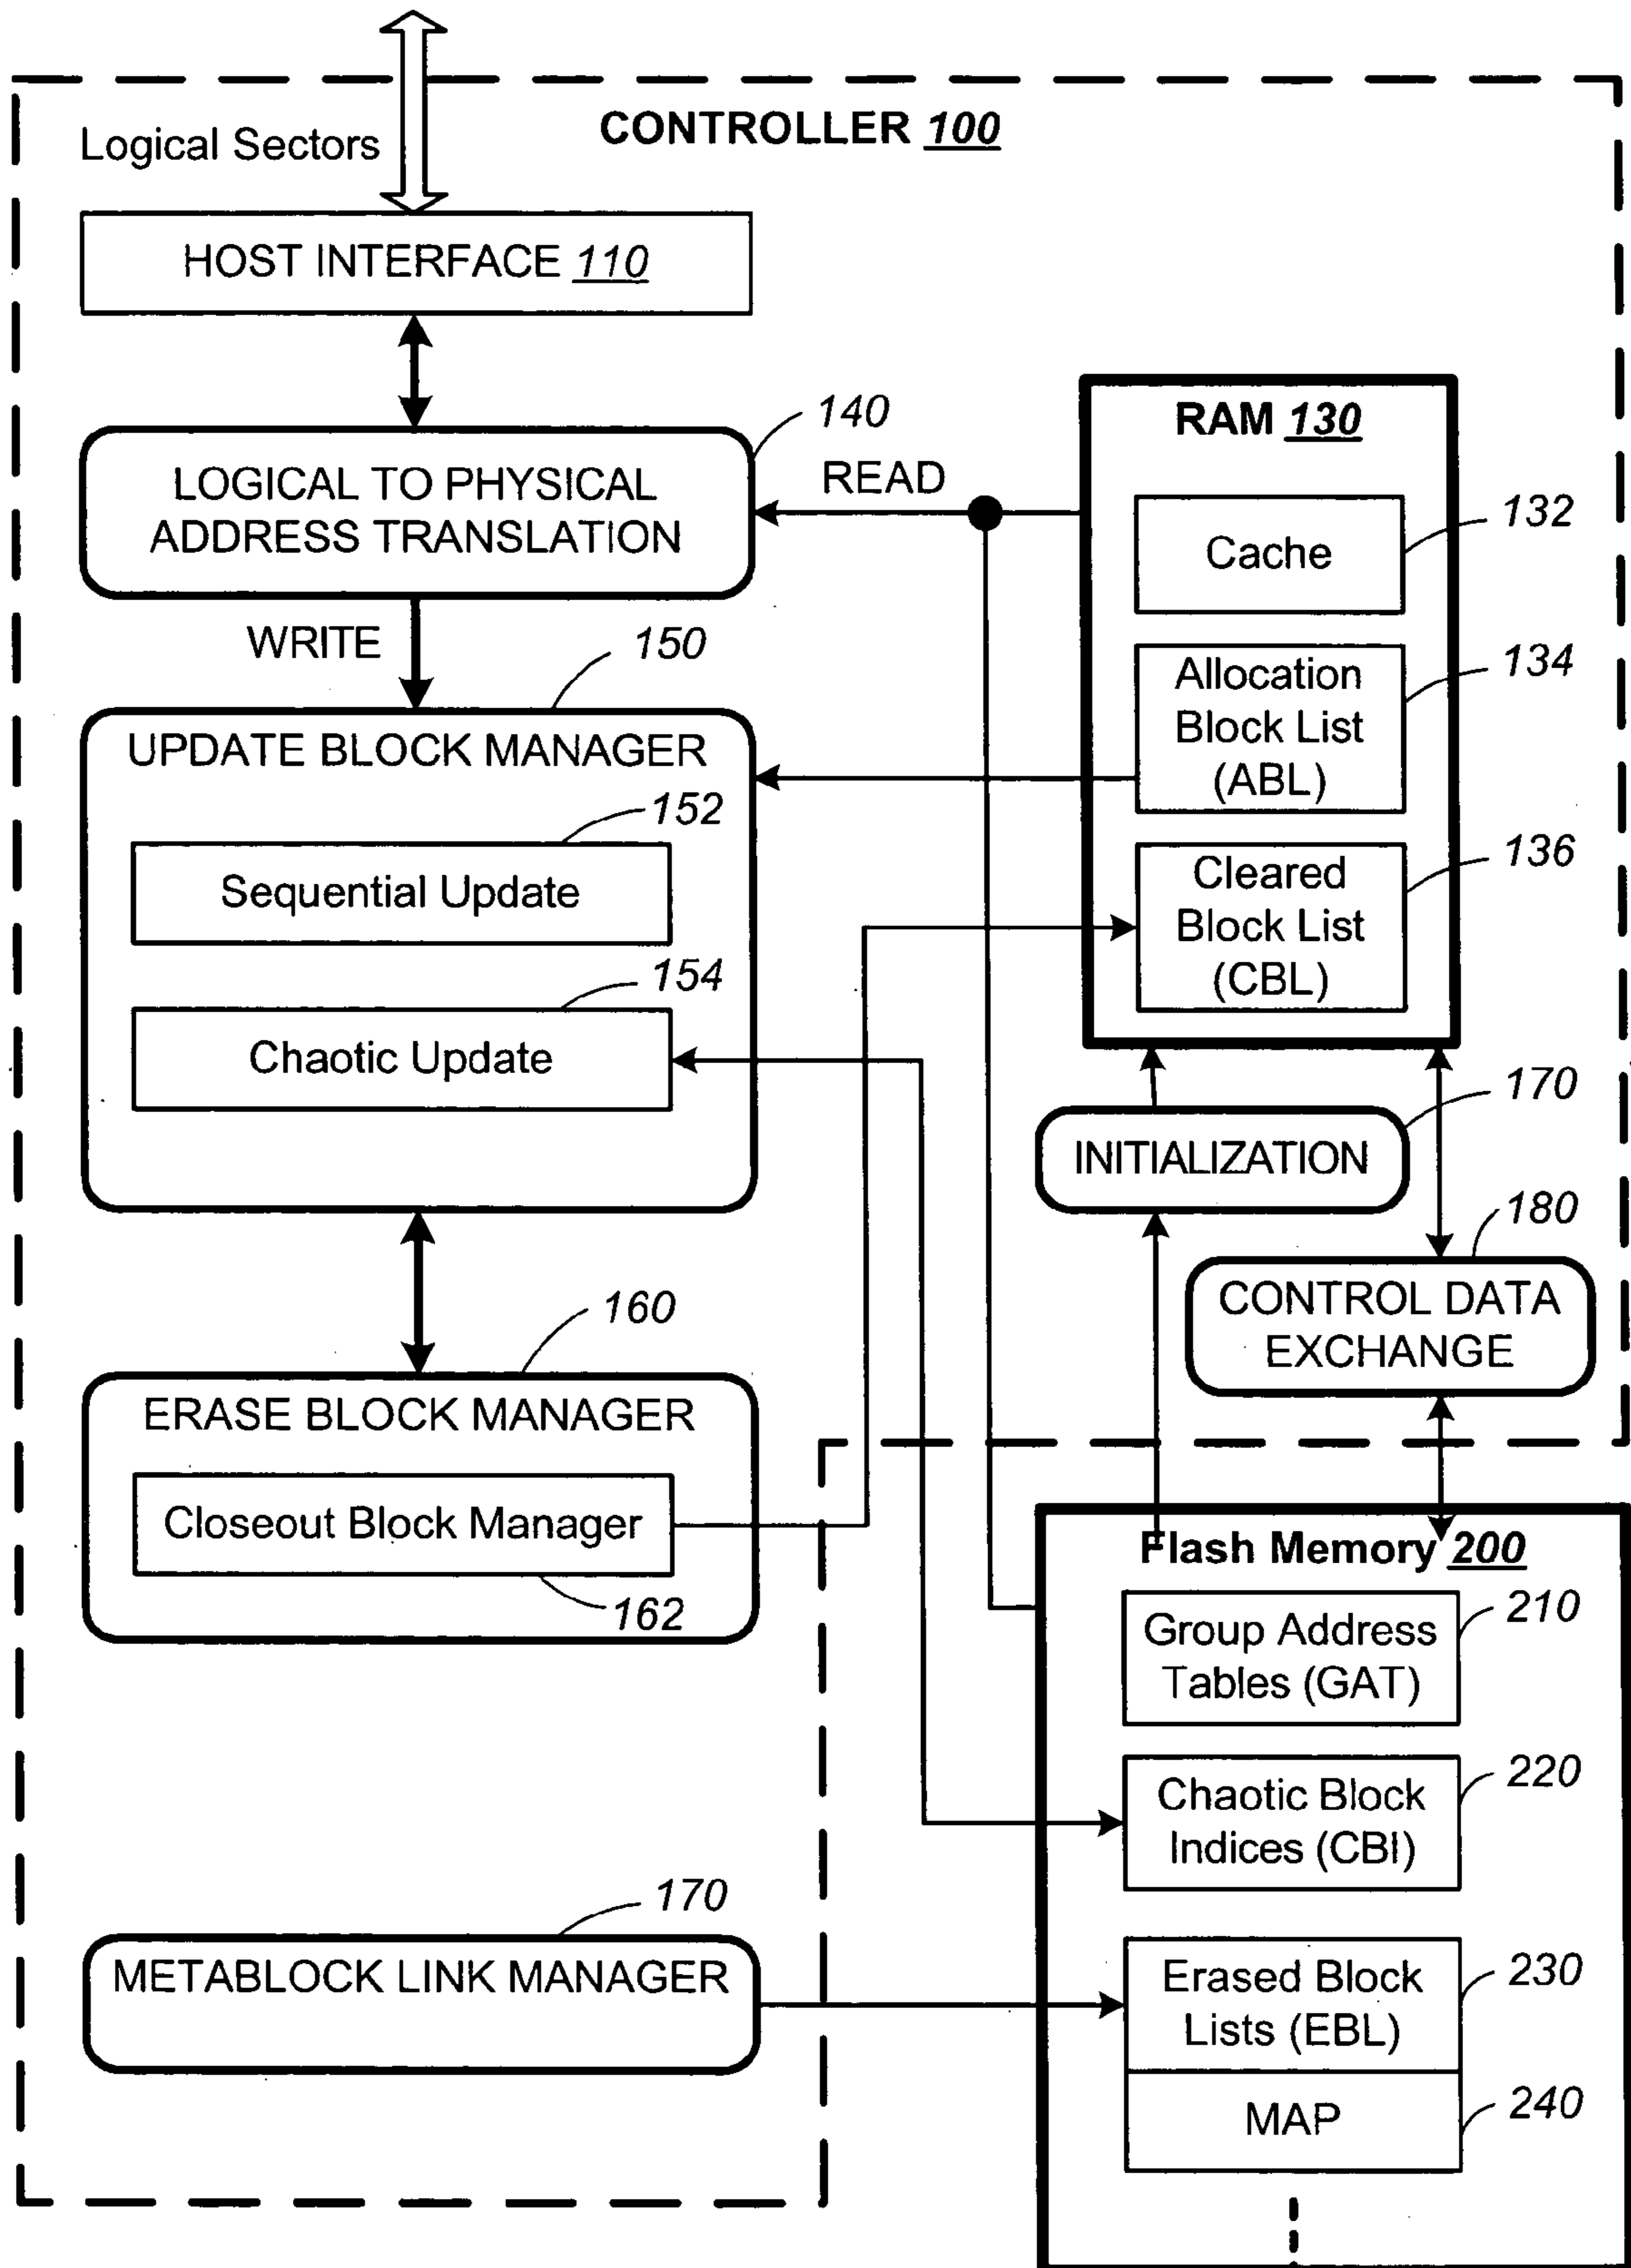 CONTROLLER 100
Logical Sectors
HOST INTERFACE 110
140
LOGICAL TO PHYSICAL
ADDRESS TRANSLATION
READ
WRITE
150
UPDATE BLOCK MANAGER
152
Sequential Update
154
Chaotic Update
160
ERASE BLOCK MANAGER
Closeout Block Manager
162
170
METABLOCK LINK MANAGER
RAM 130
Cache
132
Allocation
Block List
(ABL)
134
Cleared
Block List
(CBL)
136
170
INITIALIZATION
180
CONTROL DATA
EXCHANGE
Flash Memory 200
Group Address
Tables (GAT)
210
Chaotic Block
Indices (CBI)
220
Erased Block
Lists (EBL)
230
MAP
240